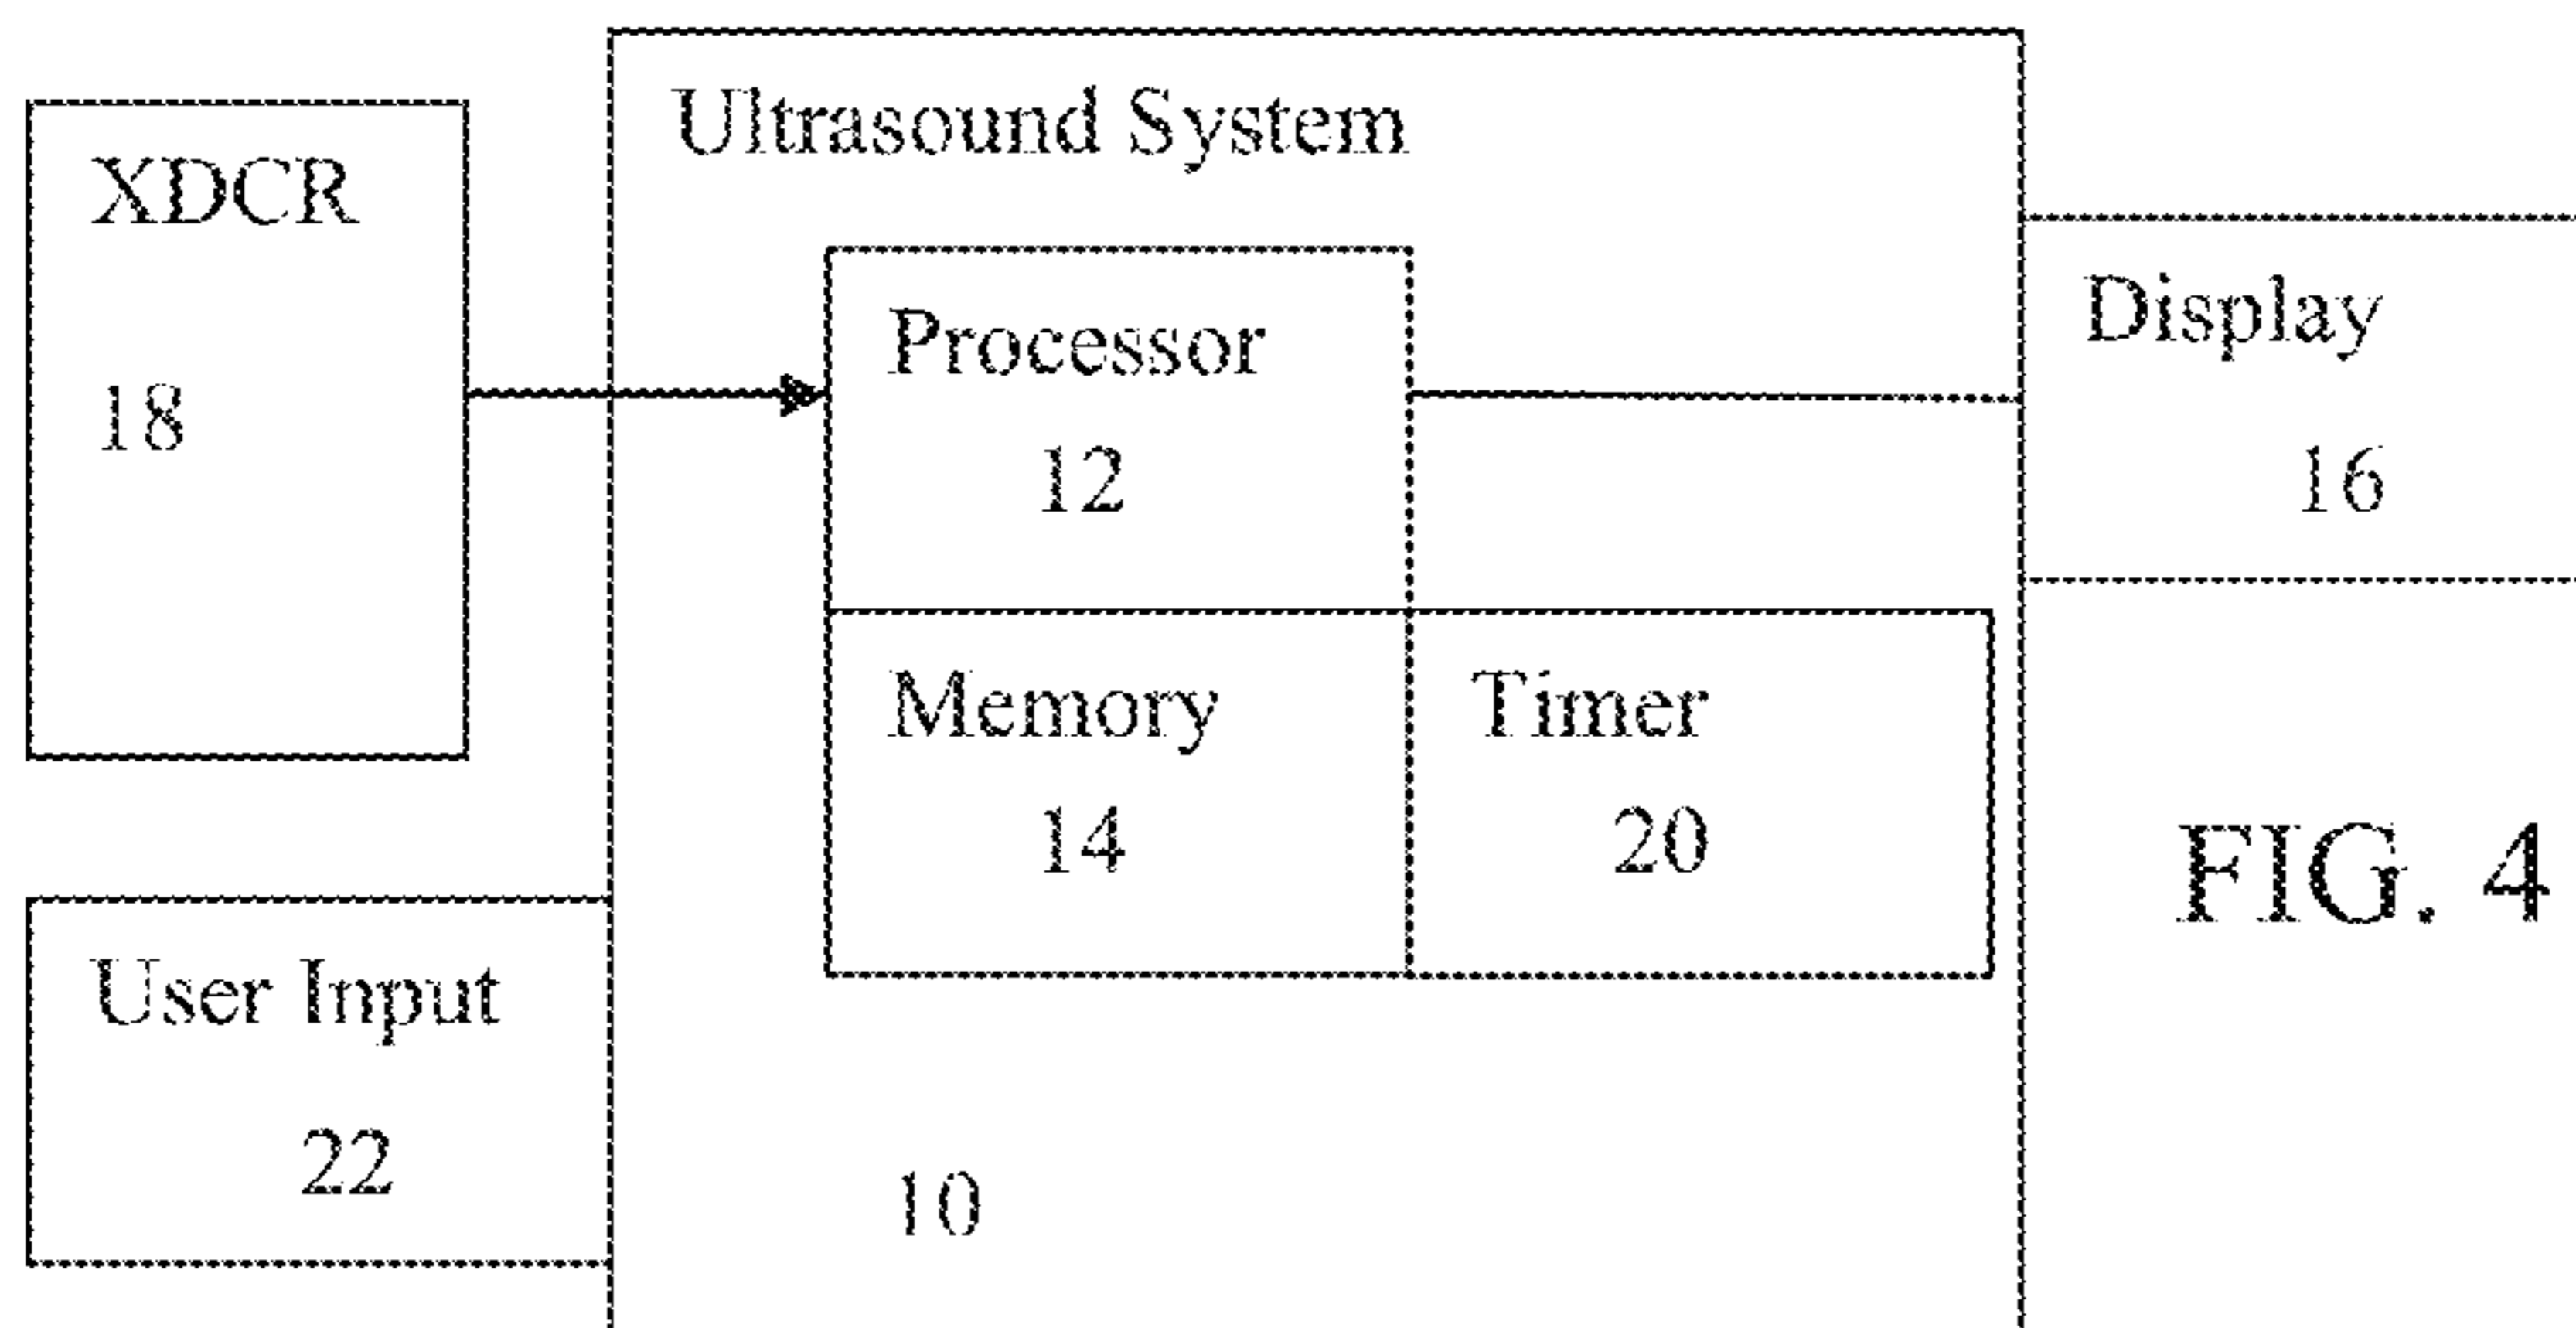 Ultrasound System
XDCR
18
Processor
12
Display
16
Memory
14
Timer
20
User Input
22
10
FIG. 4